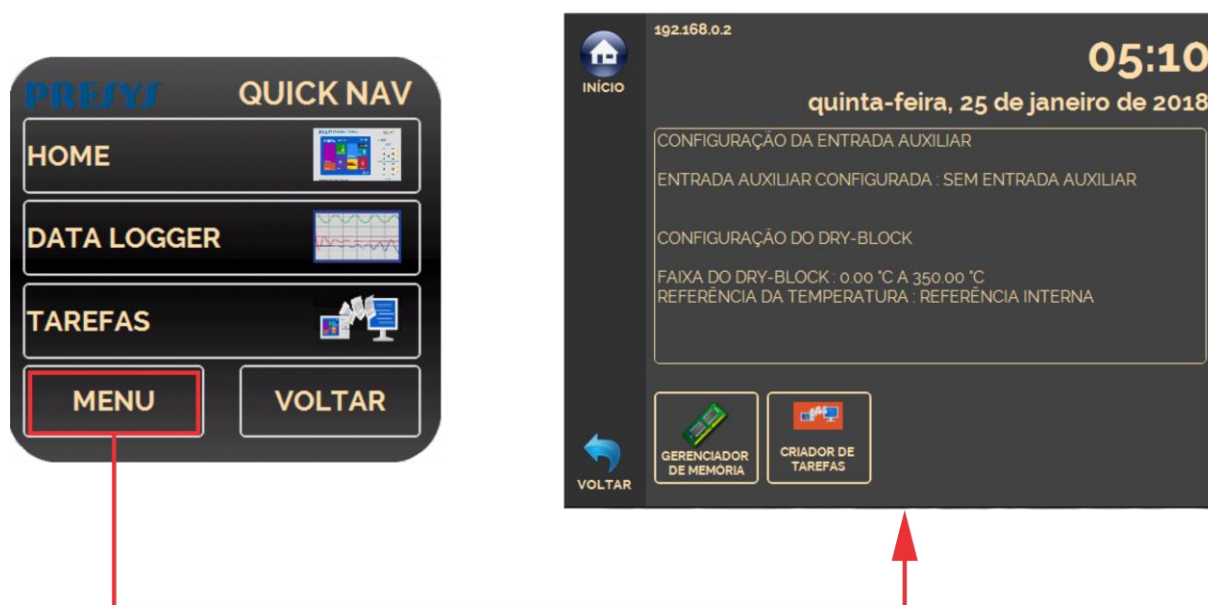 PRESYS
QUICK NAV
HOME
DATA LOGGER
TAREFAS
MENU
VOLTAR
192.168.0.2
INÍCIO
05:10
quinta-feira, 25 de janeiro de 2018
CONFIGURAÇÃO DA ENTRADA AUXILIAR
ENTRADA AUXILIAR CONFIGURADA : SEM ENTRADA AUXILIAR
CONFIGURAÇÃO DO DRY-BLOCK
FAIXA DO DRY-BLOCK : 0.00 °C A 350.00 °C
REFERÊNCIA DA TEMPERATURA : REFERÊNCIA INTERNA
GERENCIADOR
DE MEMÓRIA
CRIADOR DE
TAREFAS
VOLTAR